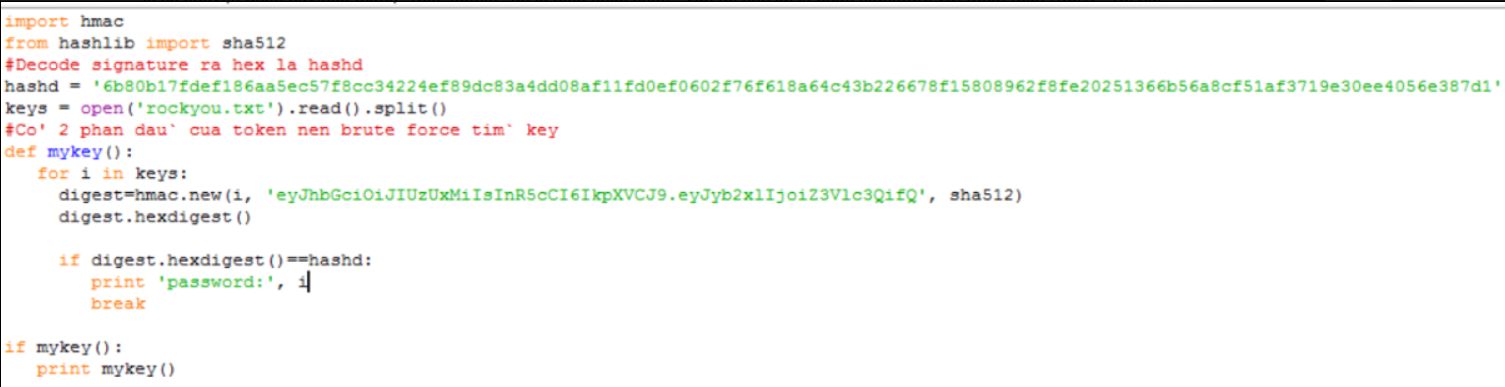 import hmac
from hashlib import sha512
#Decode signature ra hex la hashd
hashd = '6b80b17fdef186aa5ec57f8cc34224ef89dc83a4dd08af11fd0ef0602f76f618a64c43b226678f15808962f8fe20251366b56a8cf51af3719e30ee4056e387d1'
keys = open('rockyou.txt').read().split()
#Co' 2 phan dau` cua token nen brute force tim` key
def mykey():
for i in keys:
digest=hmac.new(i, 'eyJhbGciOiJIUzUxMiIsInR5cCI6IkpXVCJ9.eyJyb2xlIjoiZ3Vlc3QifQ', sha512)
digest.hexdigest()
if digest.hexdigest()==hashd:
print 'password:', i
break
if mykey():
print mykey()